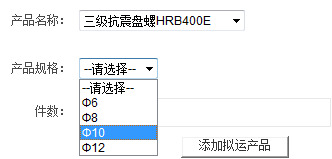 产品名称： 三级抗震盘螺HRB400E
产品规格： --请选择--
--请选择--
Φ6
Φ8
件数： Φ10
Φ12
添加拟运产品